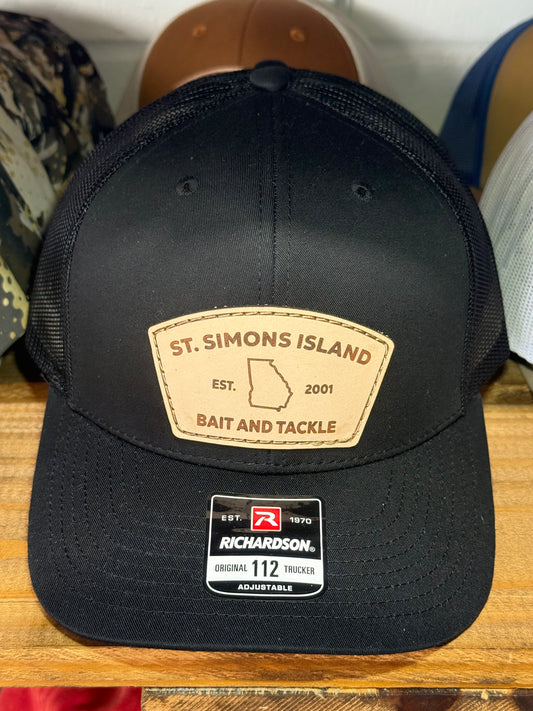 ST. SIMONS ISLAND
EST. 2001
BAIT AND TACKLE
EST. R 1970
RICHARDSON®
ORIGINAL 112 TRUCKER
ADJUSTABLE